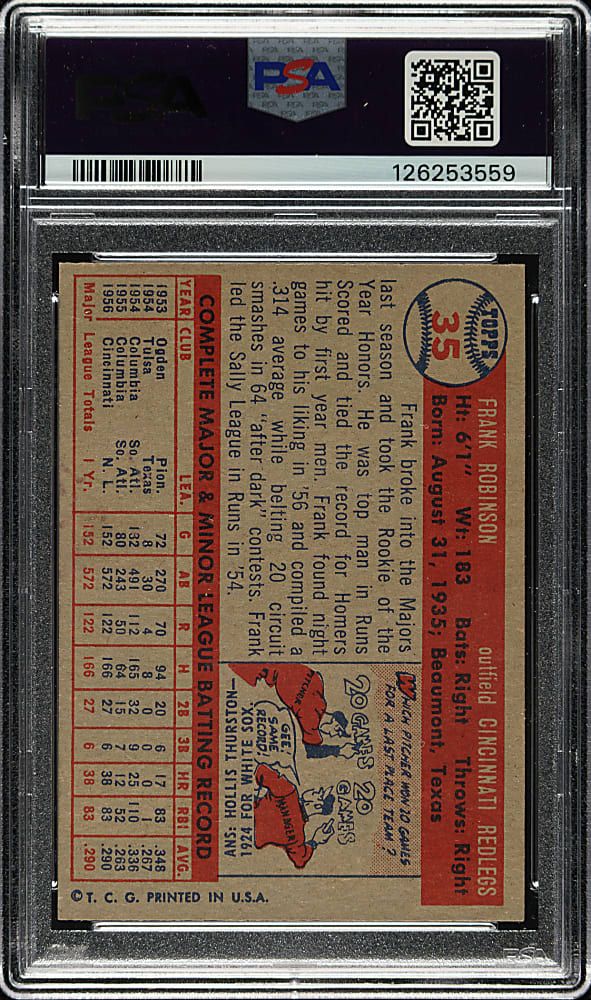 PSA
PSA
126253559
TOPPS
35
FRANK ROBINSON outfield CINCINNATI REDLEGS
Ht: 6'1" Wt: 183 Bats: Right Throws: Right
Born: August 31, 1935; Beaumont, Texas
Frank broke into the Majors
last season and took the Rookie of the
Year Honors. He was top man in Runs
Scored and tied the record for Homers
hit by first year men. Frank found night
games to his liking in '56 and compiled a
.314 average while belting 20 circuit
smashes in 64 "after dark" contests. Frank
led the Sally League in Runs in '54.
WHICH PITCHER WON 20 GAMES
FOR A LAST PLACE TEAM?
20 GAMES
20 GAMES
PITCHER
GEE,
SAME
RECORD!
MANAGER
ANS: HOLLIS THURSTON—
1924 FOR WHITE SOX
COMPLETE MAJOR & MINOR LEAGUE BATTING RECORD
YEAR CLUB LEA. G AB R H 2B 3B HR RBI AVG.
1953 Ogden Pion. 72 270 70 94 20 6 17 83 .348
1954 Tulsa Texas 8 30 4 8 0 0 0 1 .267
1954 Columbia So. Atl. 132 491 112 165 32 9 25 110 .336
1955 Columbia So. Atl. 80 243 50 64 15 7 12 52 .263
1956 Cincinnati N. L. 152 572 122 166 27 6 38 83 .290
Major League Totals 1 Yr. 152 572 122 166 27 6 38 83 .290
© T. C. G. PRINTED IN U.S.A.
PSA